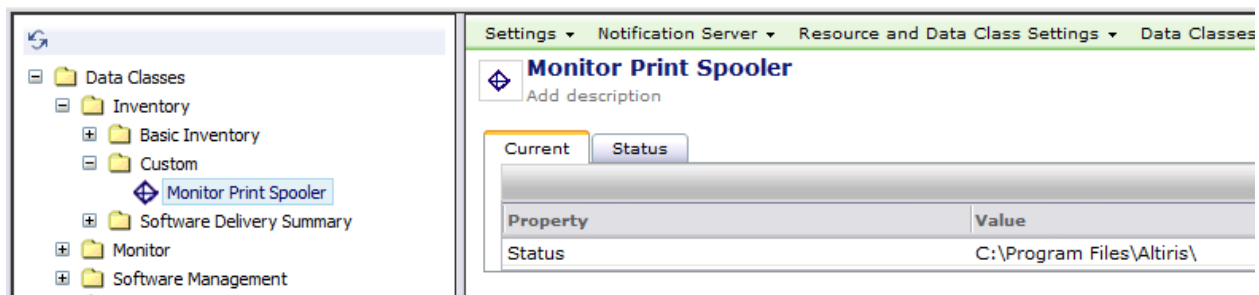 Data Classes
Inventory
Basic Inventory
Custom
Monitor Print Spooler
Software Delivery Summary
Monitor
Software Management
Settings Notification Server Resource and Data Class Settings Data Classes
Monitor Print Spooler
Add description
Current Status
Property Value
Status C:\Program Files\Altiris\